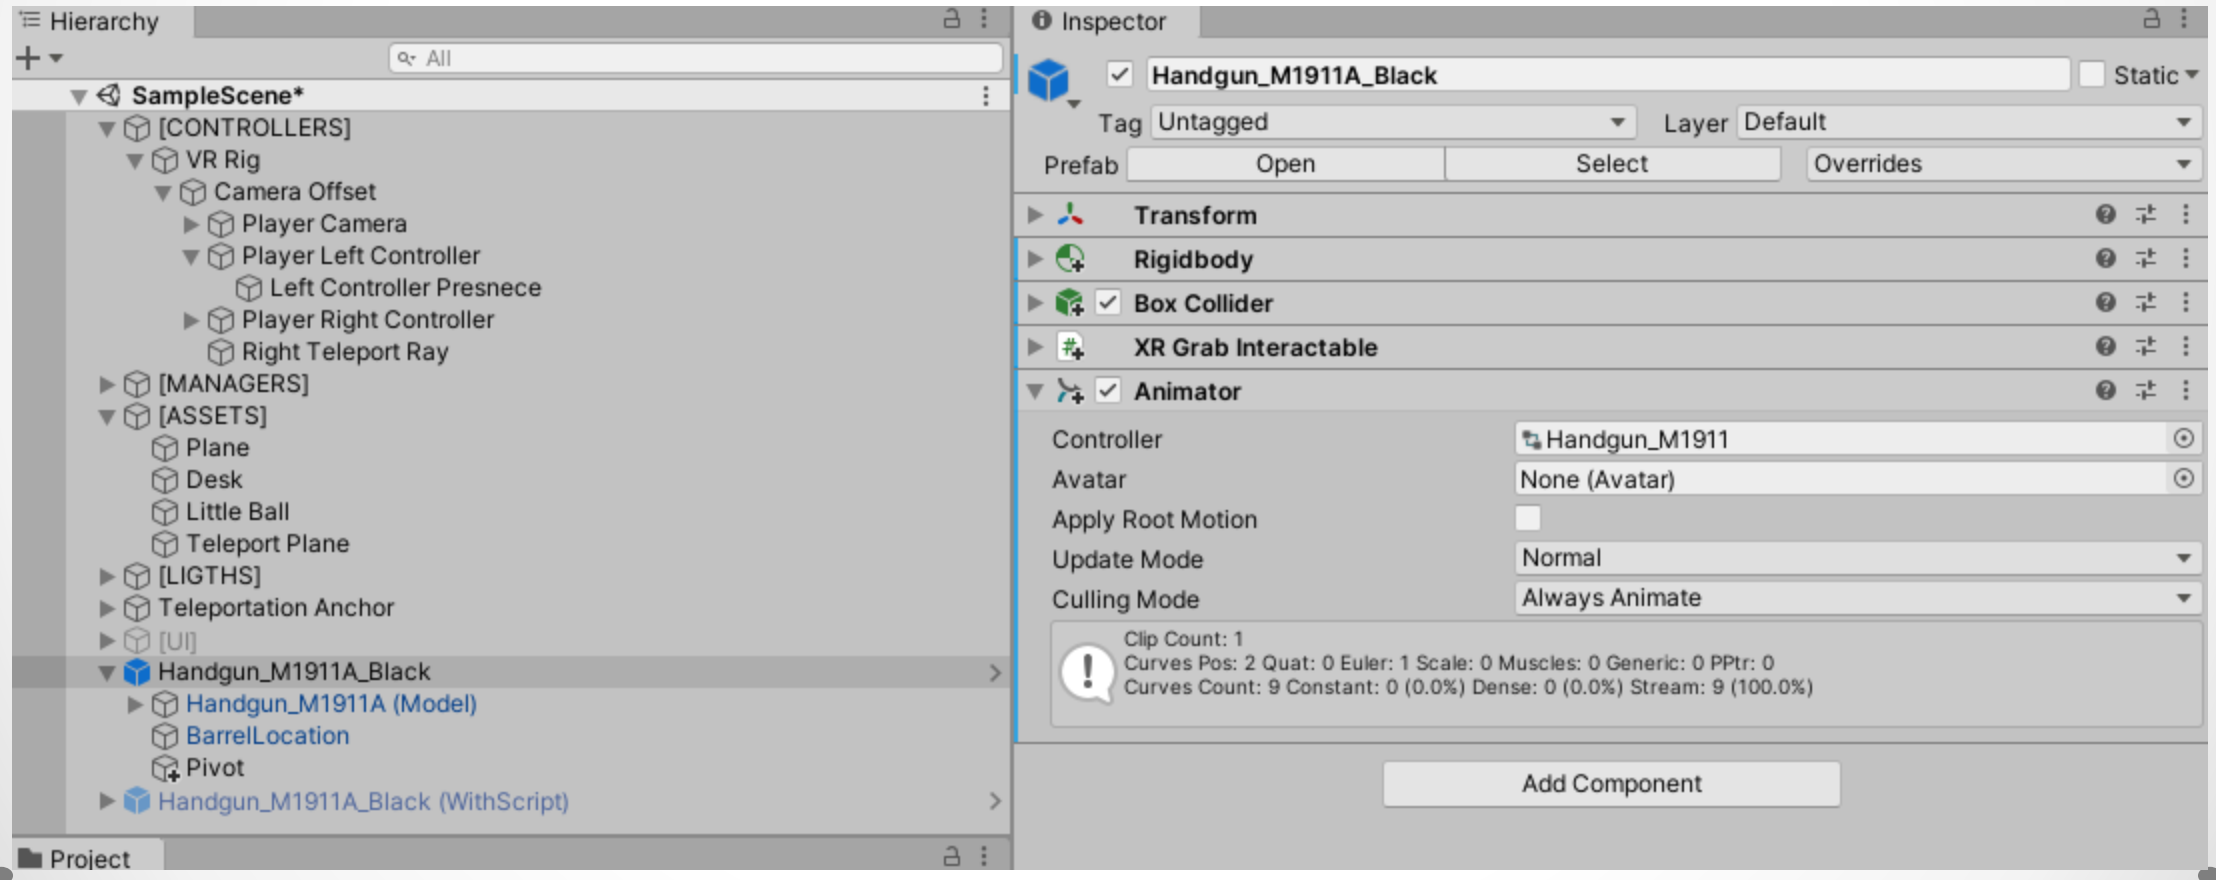 Hierarchy
All
SampleScene*
[CONTROLLERS]
VR Rig
Camera Offset
Player Camera
Player Left Controller
Left Controller Presnece
Player Right Controller
Right Teleport Ray
[MANAGERS]
[ASSETS]
Plane
Desk
Little Ball
Teleport Plane
[LIGTHS]
Teleportation Anchor
[UI]
Handgun_M1911A_Black
Handgun_M1911A (Model)
BarrelLocation
Pivot
Handgun_M1911A_Black (WithScript)
Project
Inspector
Handgun_M1911A_Black Static
Tag Untagged Layer Default
Prefab Open Select Overrides
Transform
Rigidbody
Box Collider
XR Grab Interactable
Animator
Controller Handgun_M1911
Avatar None (Avatar)
Apply Root Motion
Update Mode Normal
Culling Mode Always Animate
Clip Count: 1
Curves Pos: 2 Quat: 0 Euler: 1 Scale: 0 Muscles: 0 Generic: 0 PPtr: 0
Curves Count: 9 Constant: 0 (0.0%) Dense: 0 (0.0%) Stream: 9 (100.0%)
Add Component